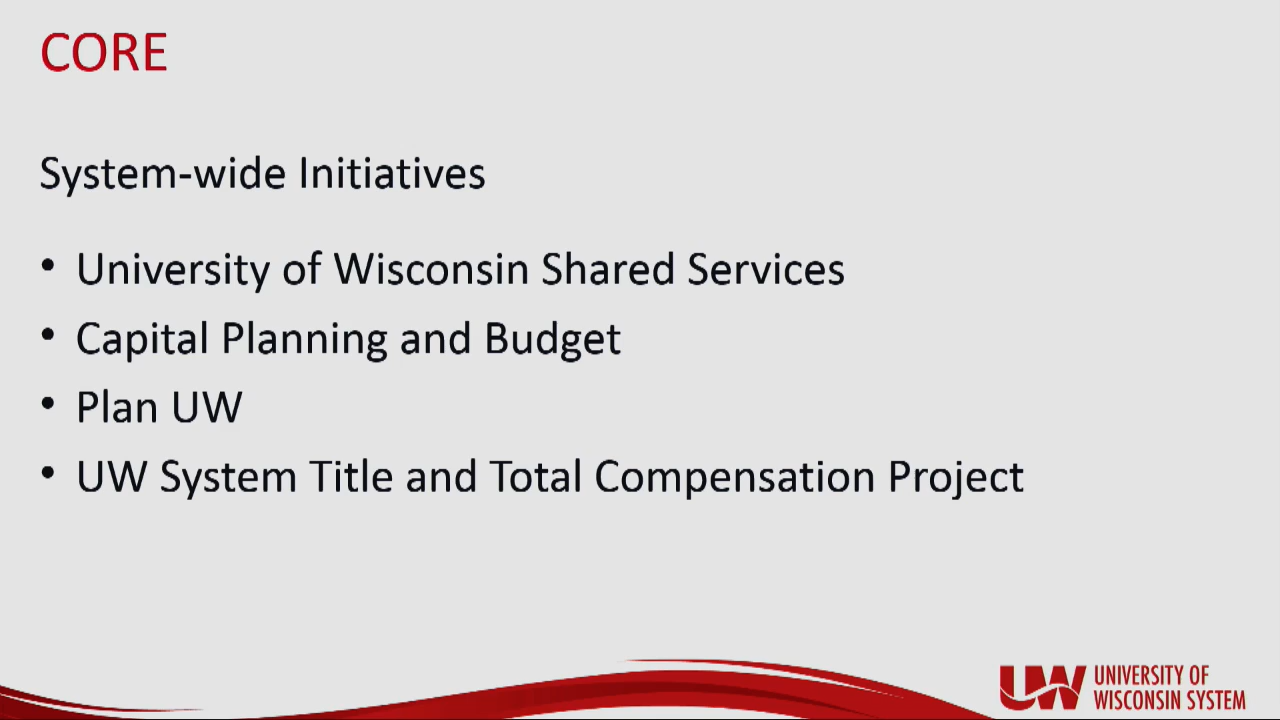 CORE
System-wide Initiatives
• University of Wisconsin Shared Services
• Capital Planning and Budget
• Plan UW
• UW System Title and Total Compensation Project
UW UNIVERSITY OF
WISCONSIN SYSTEM